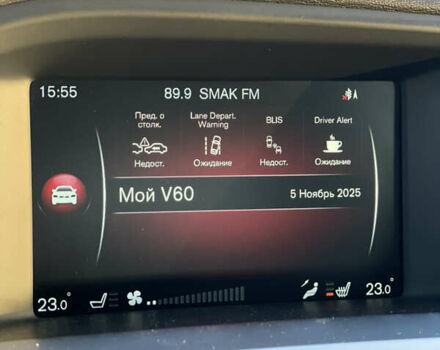 15:55
89.9 SMAK FM
A
Пред. о столк.
Lane Depart. Warning
BLIS
Driver Alert
Недост.
Ожидание
Недост.
Ожидание
Мой V60
5 Ноябрь 2025
23.0°
23.0°